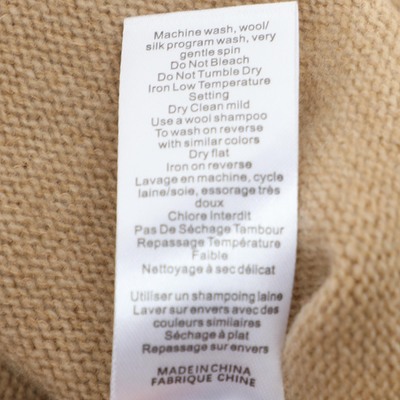 Machine wash, wool/
silk program wash, very
gentle spin
Do Not Bleach
Do Not Tumble Dry
Iron Low Temperature
Setting
Dry Clean mild
Use a wool shampoo
To wash on reverse
with similar colors
Dry flat
Iron on reverse
Lavage en machine, cycle
laine/soie, essorage très
doux
Chlore Interdit
Pas De Séchage Tambour
Repassage Température
Faible
Nettoyage à sec délicat
Utiliser un shampoing laine
Laver sur envers avec des
couleurs similaires
Séchage à plat
Repassage sur envers
MADE IN CHINA
FABRIQUE CHINE